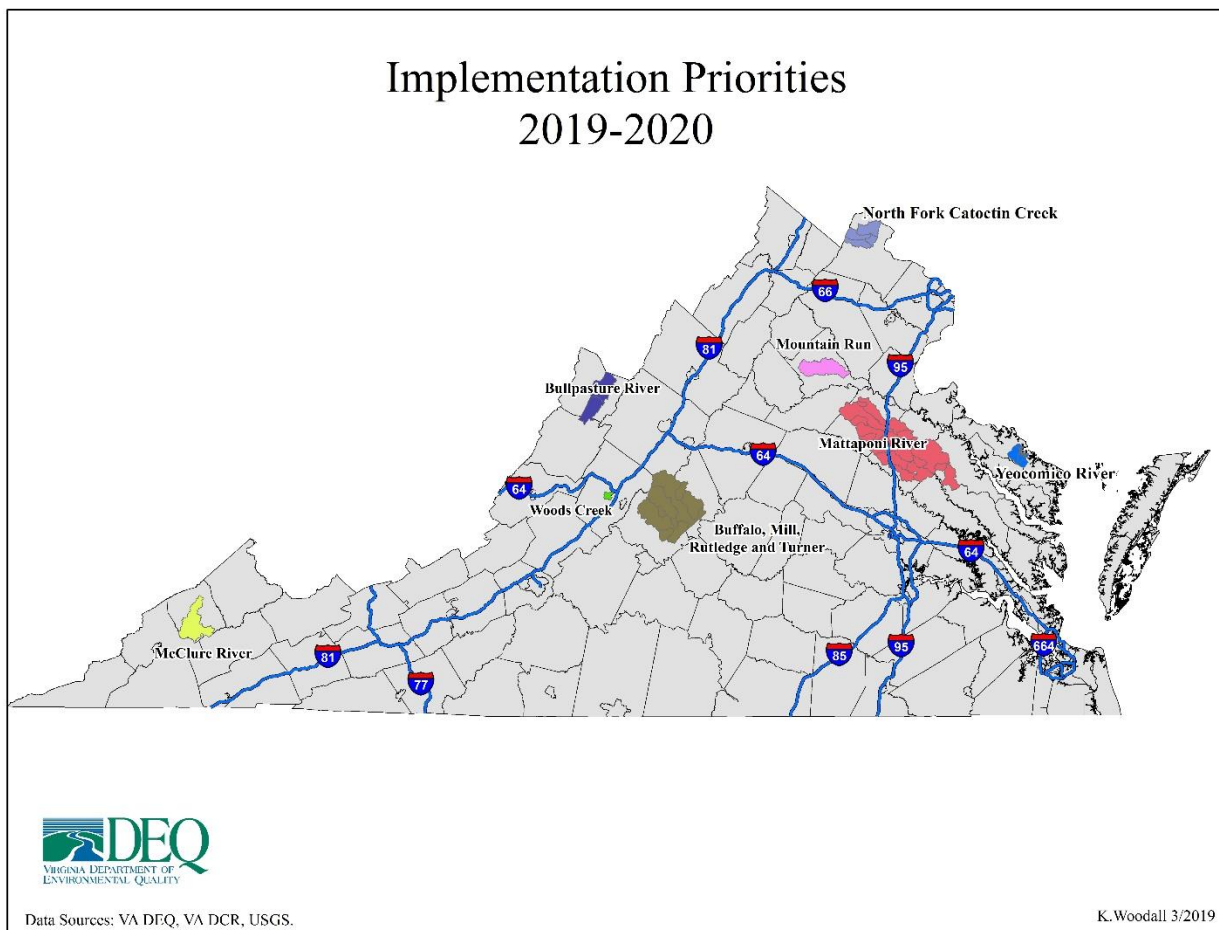 Implementation Priorities
2019-2020
North Fork Catoctin Creek
66
81
Mountain Run
95
Bullpasture River
Mattaponi River
64
Yeocomico River
64
Woods Creek
Buffalo, Mill,
Rutledge and Turner
64
McClure River
81
85
95
664
77
DEQ
VIRGINIA DEPARTMENT OF
ENVIRONMENTAL QUALITY
Data Sources: VA DEQ, VA DCR, USGS.
K.Woodall 3/2019